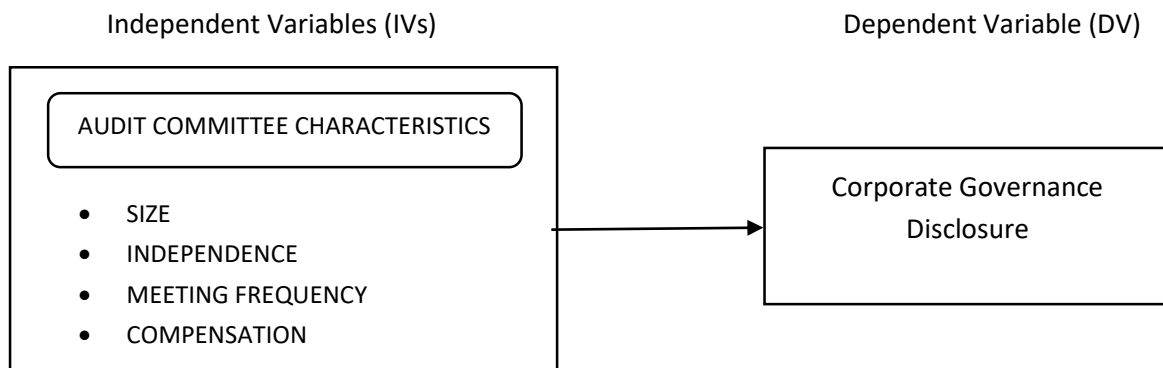 Independent Variables (IVs)
Dependent Variable (DV)
AUDIT COMMITTEE CHARACTERISTICS
• SIZE
• INDEPENDENCE
• MEETING FREQUENCY
• COMPENSATION
Corporate Governance
Disclosure